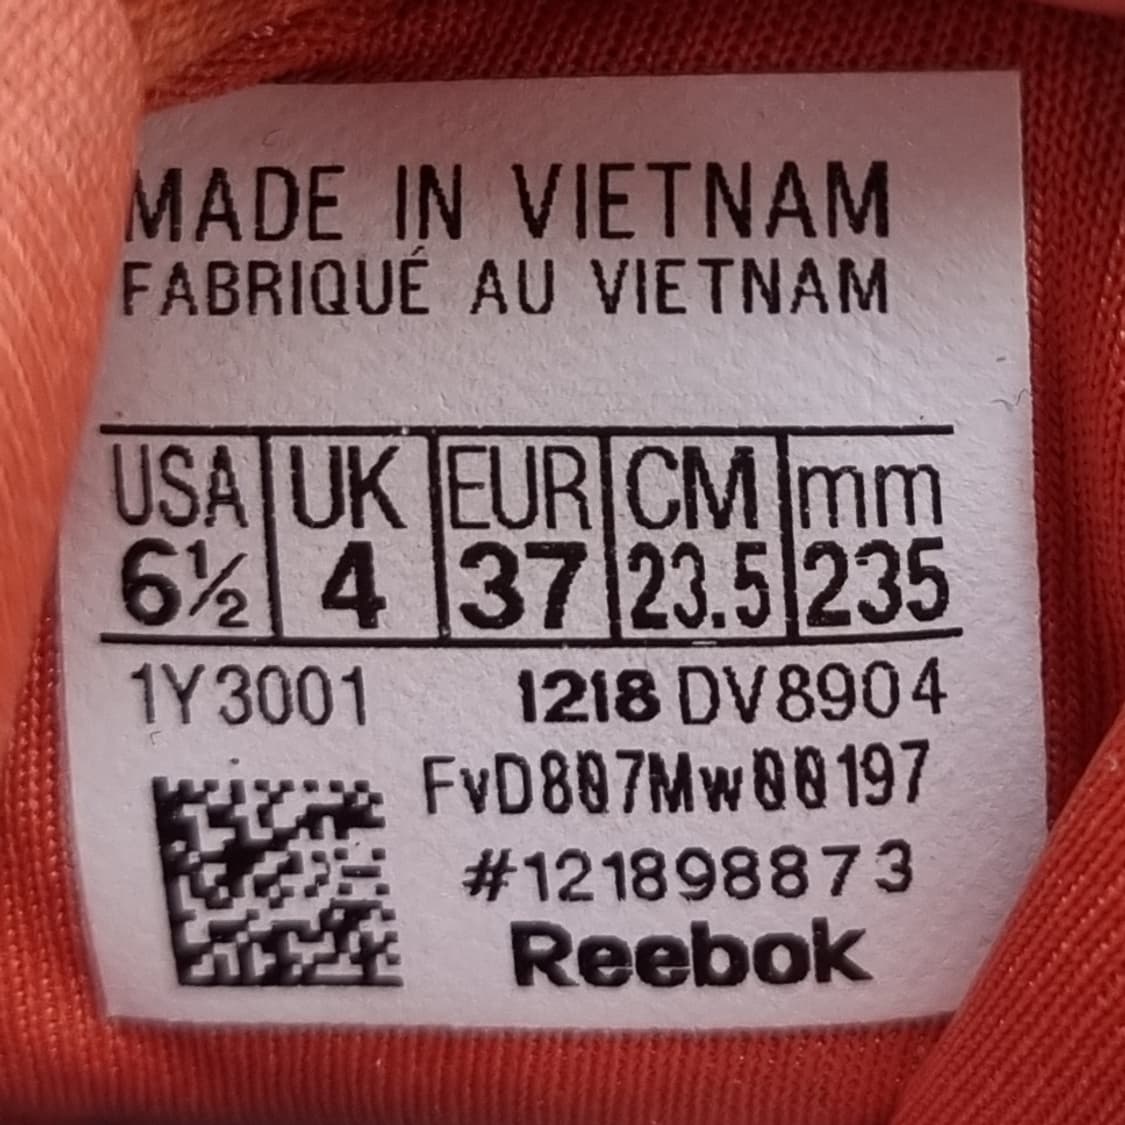 MADE IN VIETNAM
FABRIQUÉ AU VIETNAM
USA UK EUR CM mm
6½ 4 37 23.5 235
1Y3001 1218 DV8904
FvD807Mw00197
#121898873
Reebok